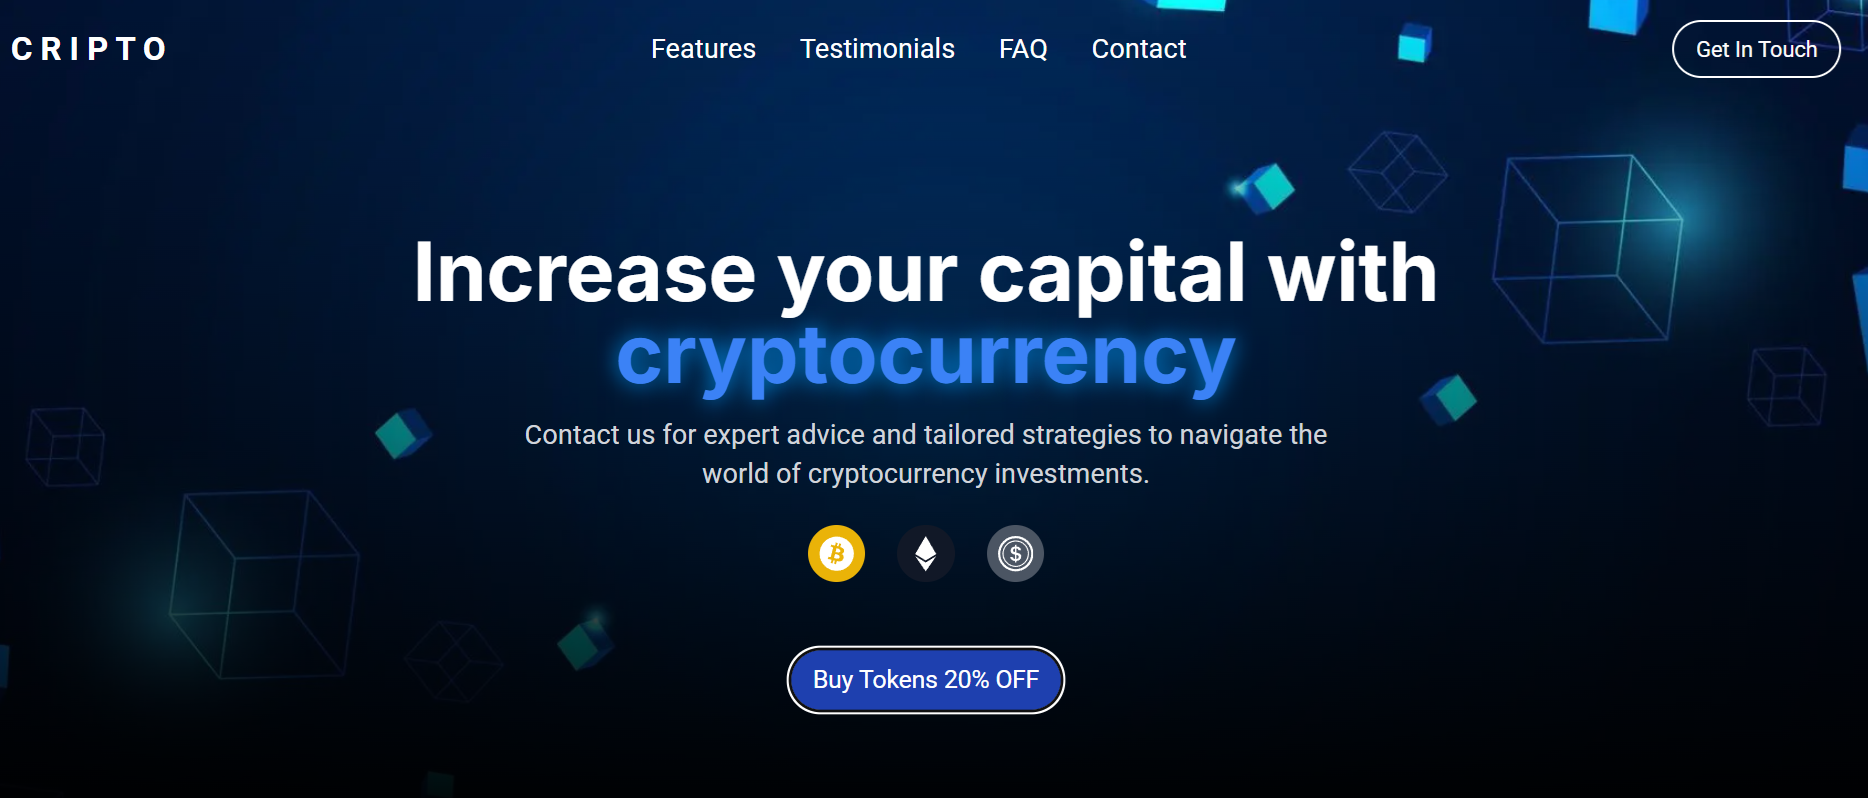 CRIPTO
Features Testimonials FAQ Contact
Get In Touch
Increase your capital with
cryptocurrency
Contact us for expert advice and tailored strategies to navigate the
world of cryptocurrency investments.
Buy Tokens 20% OFF